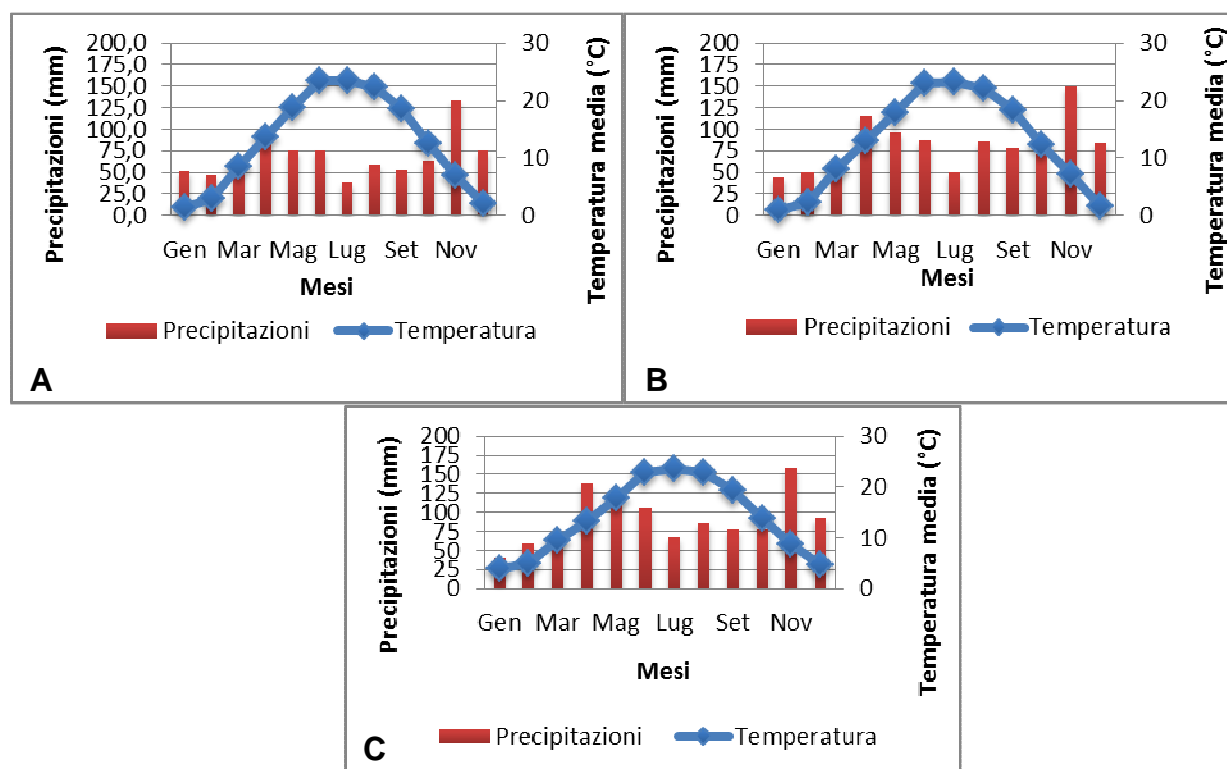 Precipitazioni (mm)
200,0
175,0
150,0
125,0
100,0
75,0
50,0
25,0
0,0
30
20
10
0
Temperatura media (°C)
Gen Mar Mag Lug Set Nov
Mesi
Precipitazioni Temperatura
A
Precipitazioni (mm)
200
175
150
125
100
75
50
25
0
30
20
10
0
Temperatura media (°C)
Gen Mar Mag Lug Set Nov
Mesi
Precipitazioni Temperatura
B
Precipitazioni (mm)
200
175
150
125
100
75
50
25
0
30
20
10
0
Temperatura media (°C)
Gen Mar Mag Lug Set Nov
Mesi
Precipitazioni Temperatura
C